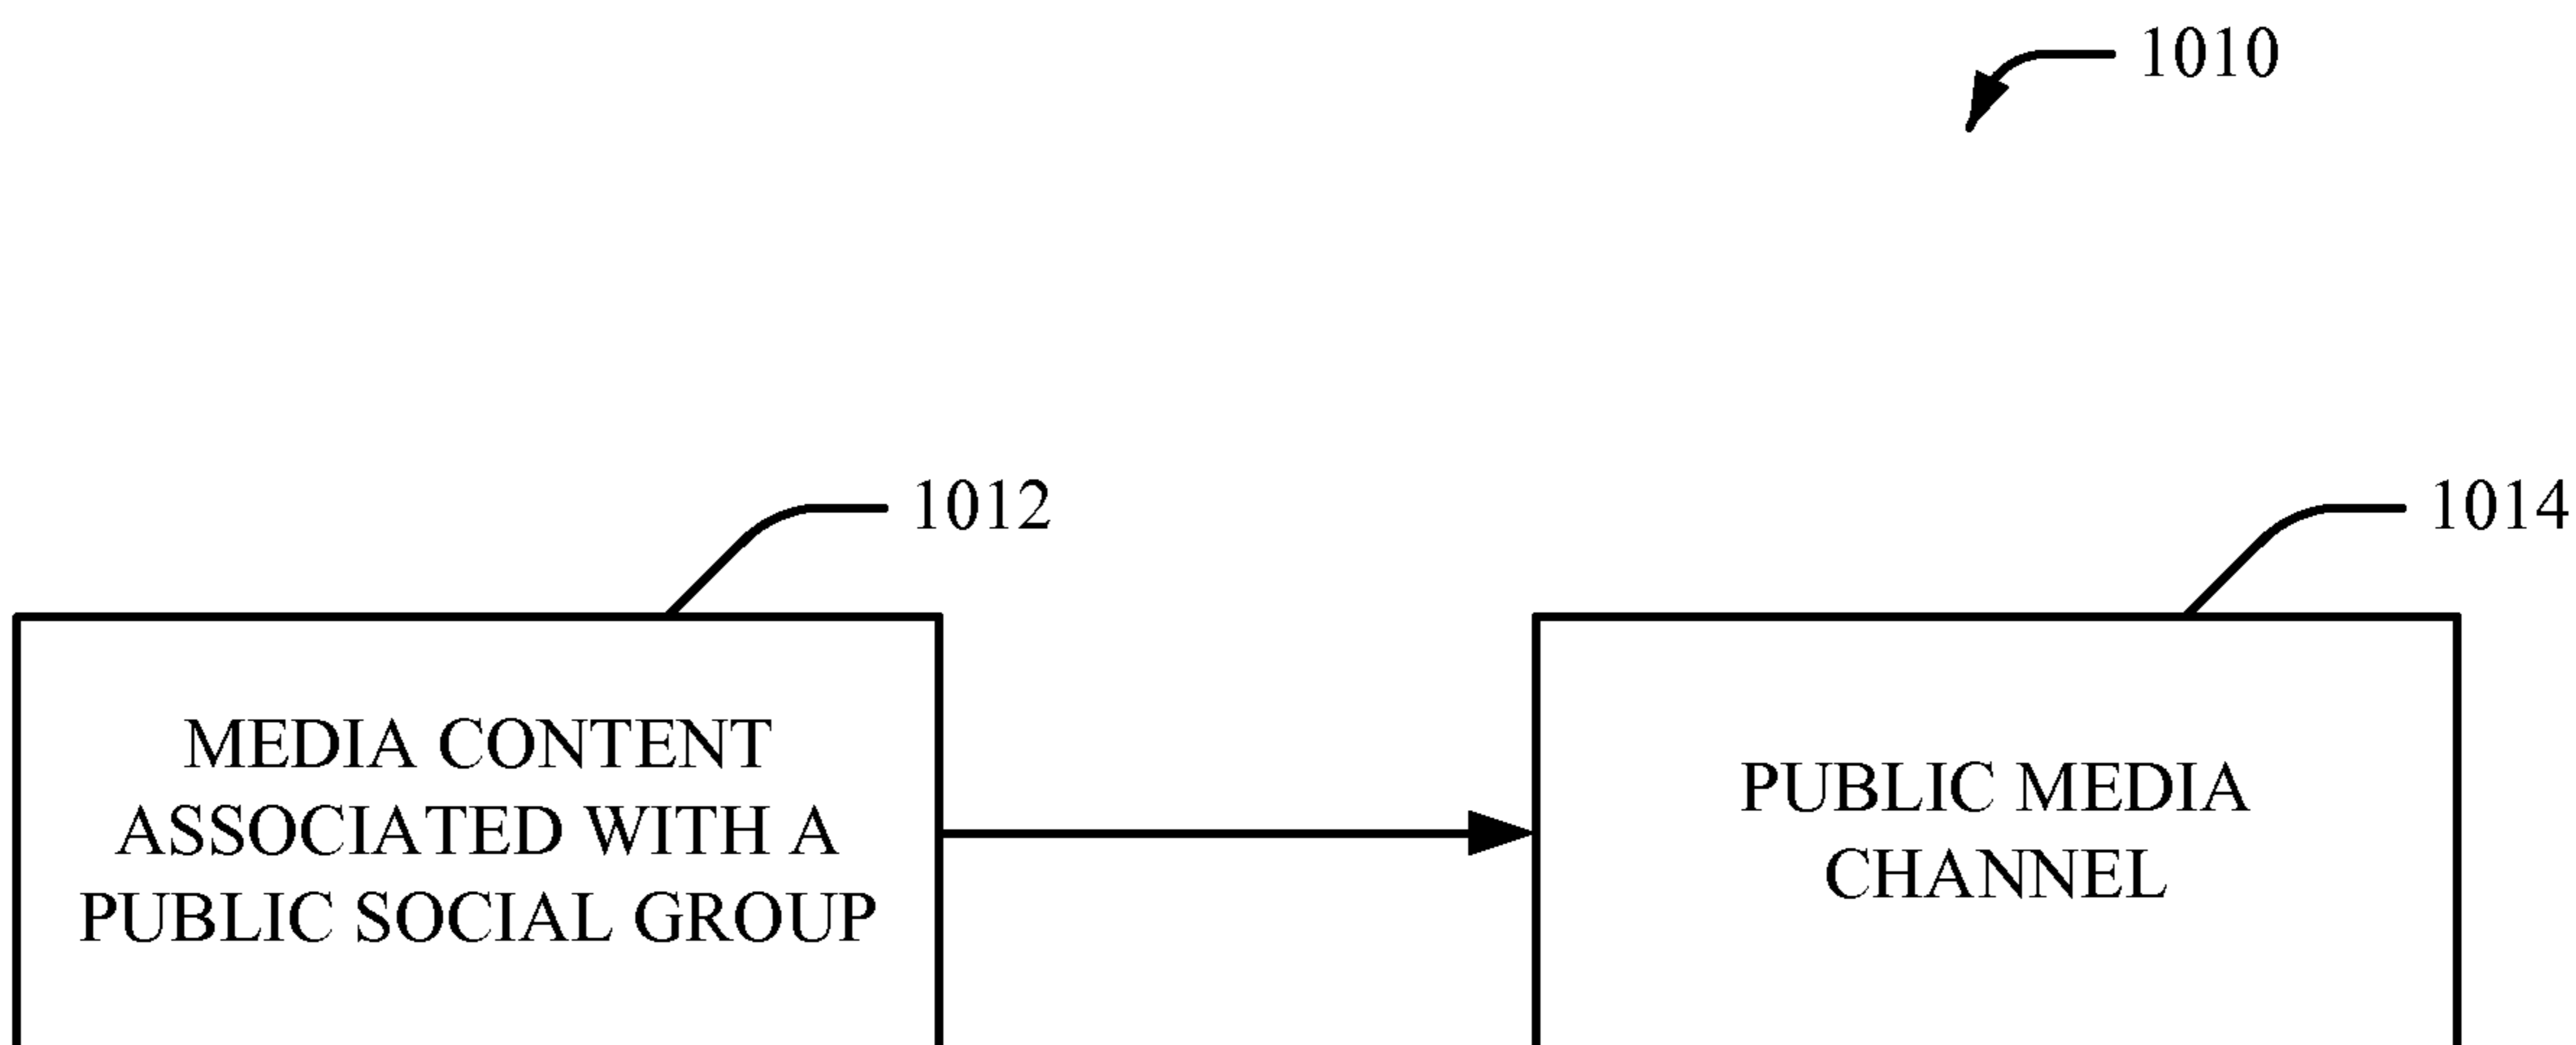 1010
1012
1014
MEDIA CONTENT
ASSOCIATED WITH A
PUBLIC SOCIAL GROUP
PUBLIC MEDIA
CHANNEL